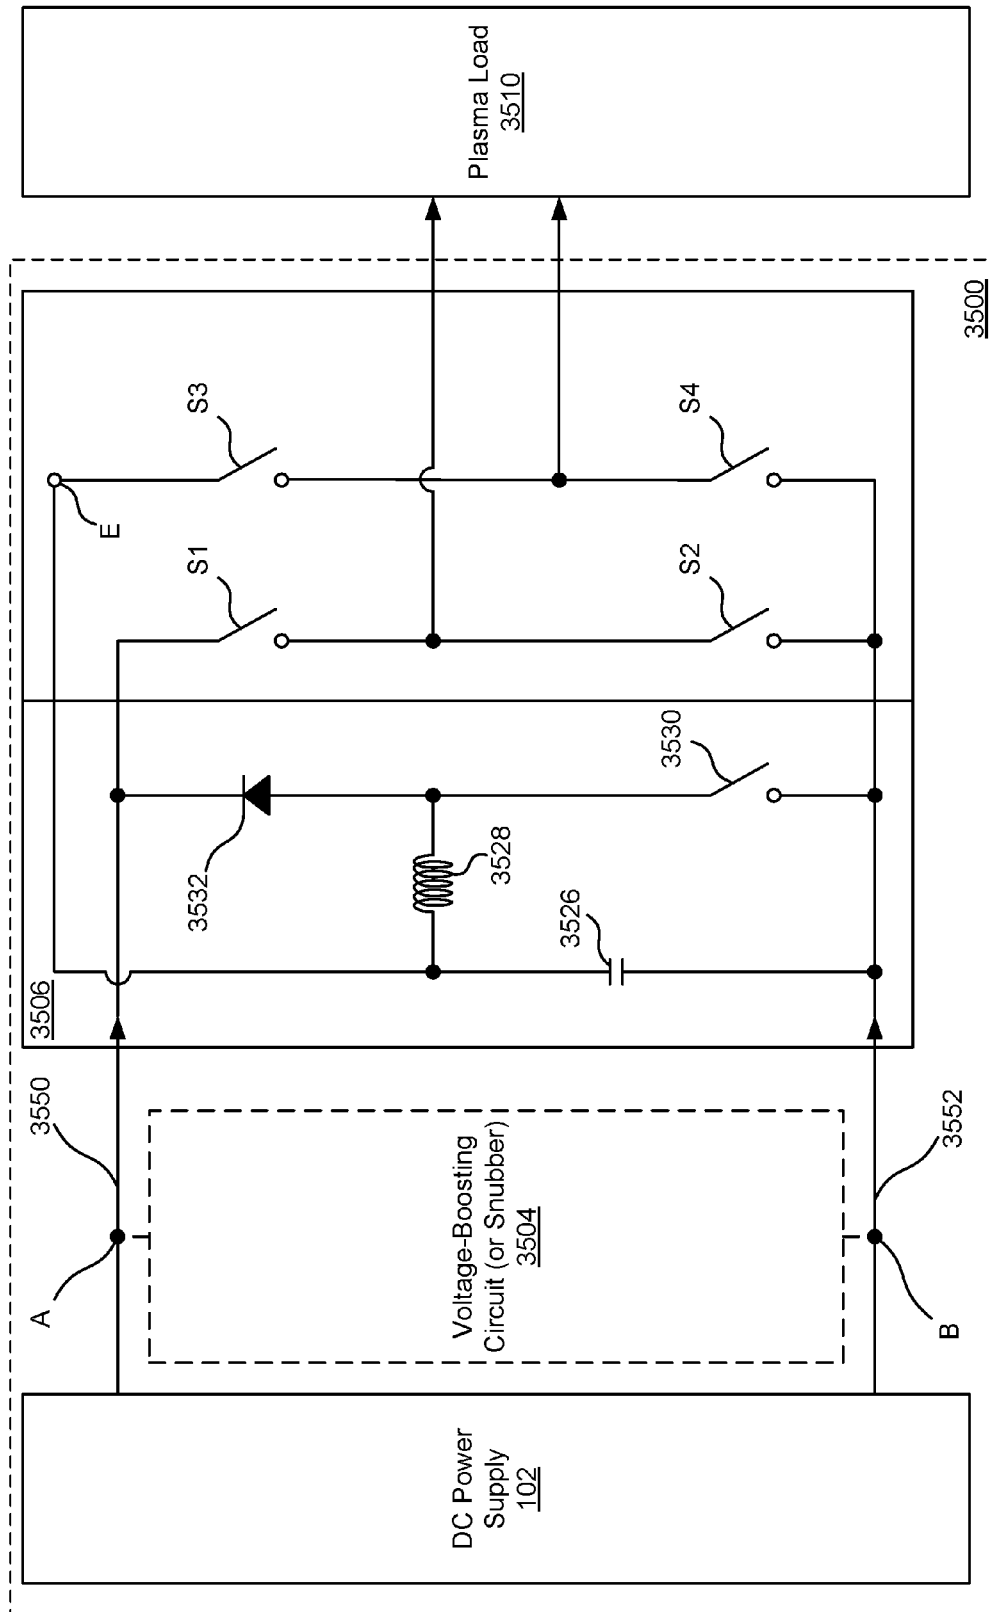 DC Power
Supply
102
A
B
Voltage-Boosting
Circuit (or Snubber)
3504
3550
3552
3506
3526
3528
3532
3530
S1
S2
E
S3
S4
3500
Plasma Load
3510